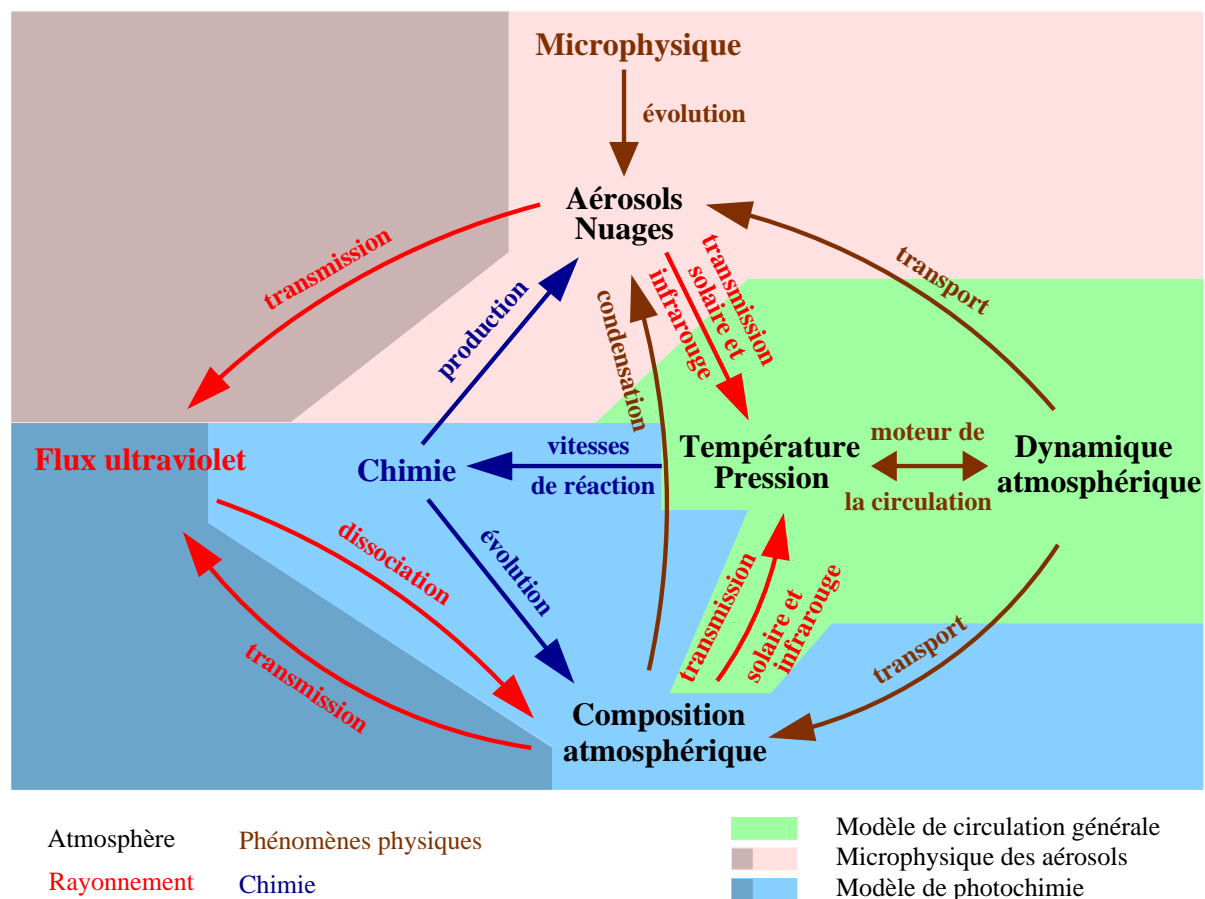 Microphysique
évolution
Aérosols
Nuages
transmission
production
condensation
transmission
solaire et
infrarouge
transport
Flux ultraviolet
Chimie
vitesses
de réaction
Température
Pression
moteur de
la circulation
Dynamique
atmosphérique
dissociation
évolution
transmission
transmission
solaire et
infrarouge
transport
Composition
atmosphérique
Atmosphère
Phénomènes physiques
Rayonnement
Chimie
Modèle de circulation générale
Microphysique des aérosols
Modèle de photochimie